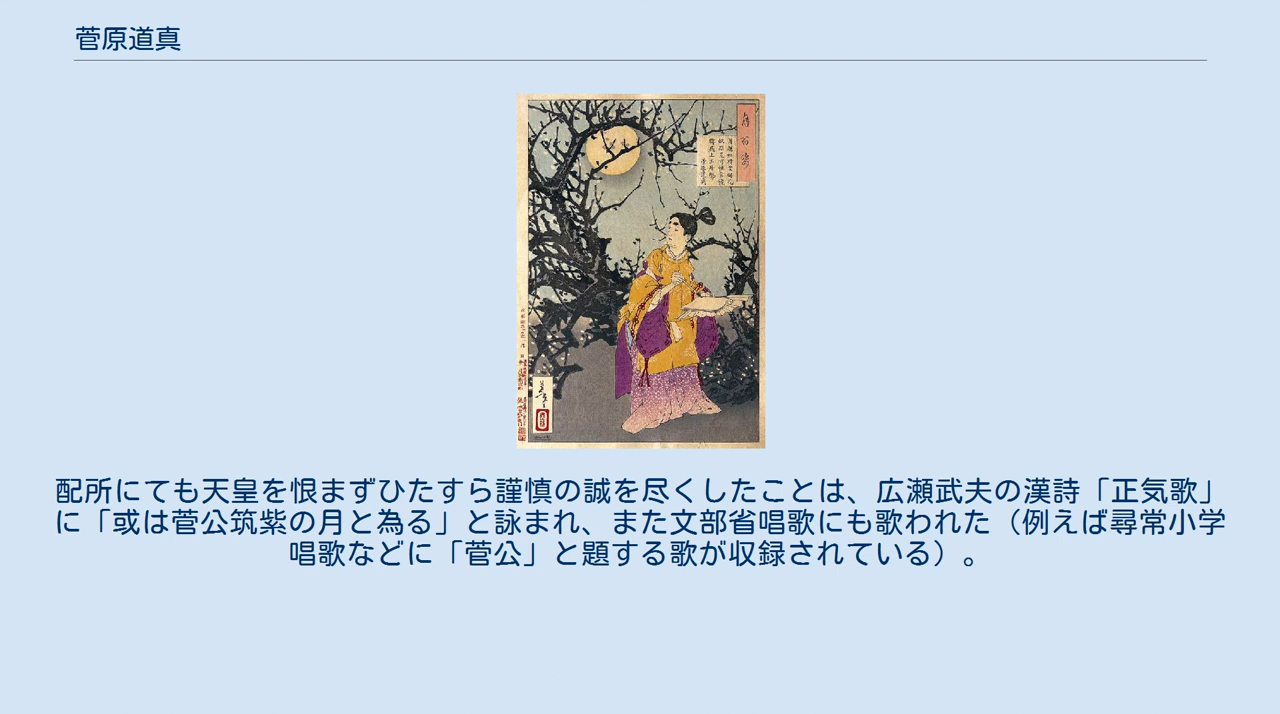 菅原道真
配所にても天皇を恨まずひたすら謹慎の誠を尽くしたことは、広瀬武夫の漢詩「正気歌」
に「或は菅公筑紫の月と為る」と詠まれ、また文部省唱歌にも歌われた（例えば尋常小学
唱歌などに「菅公」と題する歌が収録されている）。